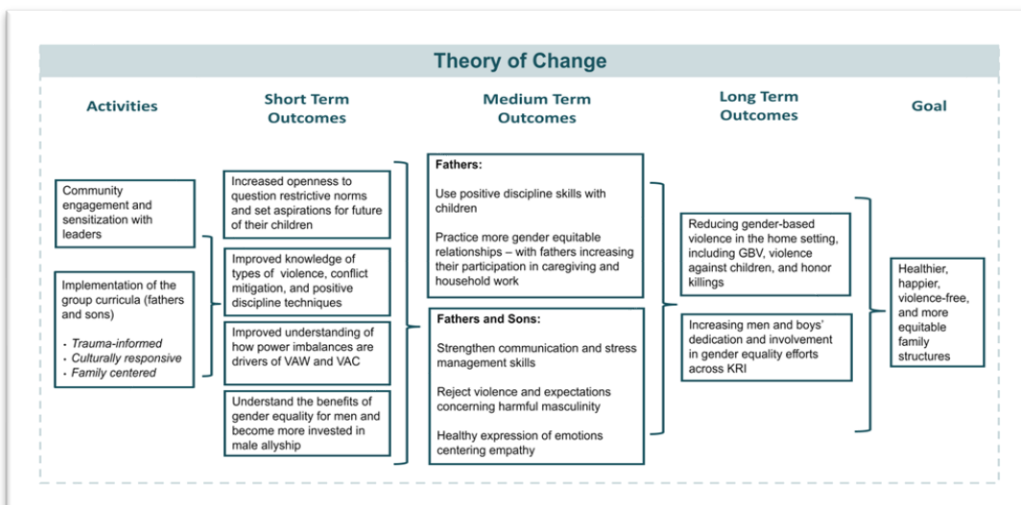 Theory of Change
Activities
Short Term
Outcomes
Medium Term
Outcomes
Long Term
Outcomes
Goal
Community
engagement and
sensitization with
leaders
Implementation of the
group curricula (fathers
and sons)
- Trauma-informed
- Culturally responsive
- Family centered
Increased openness to
question restrictive norms
and set aspirations for future
of their children
Improved knowledge of
types of violence, conflict
mitigation, and positive
discipline techniques
Improved understanding of
how power imbalances are
drivers of VAW and VAC
Understand the benefits of
gender equality for men and
become more invested in
male allyship
Fathers:
Use positive discipline skills with
children
Practice more gender equitable
relationships – with fathers increasing
their participation in caregiving and
household work
Fathers and Sons:
Strengthen communication and stress
management skills
Reject violence and expectations
concerning harmful masculinity
Healthy expression of emotions
centering empathy
Reducing gender-based
violence in the home setting,
including GBV, violence
against children, and honor
killings
Increasing men and boys'
dedication and involvement
in gender equality efforts
across KRI
Healthier,
happier,
violence-free,
and more
equitable
family
structures